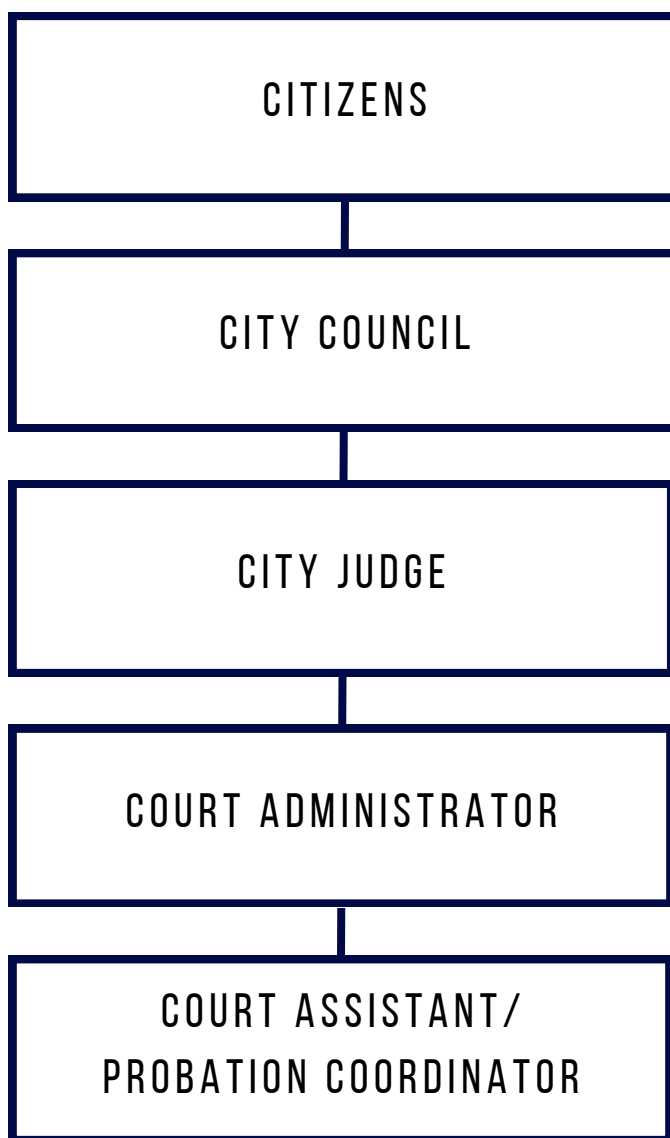 CITIZENS
CITY COUNCIL
CITY JUDGE
COURT ADMINISTRATOR
COURT ASSISTANT/
PROBATION COORDINATOR